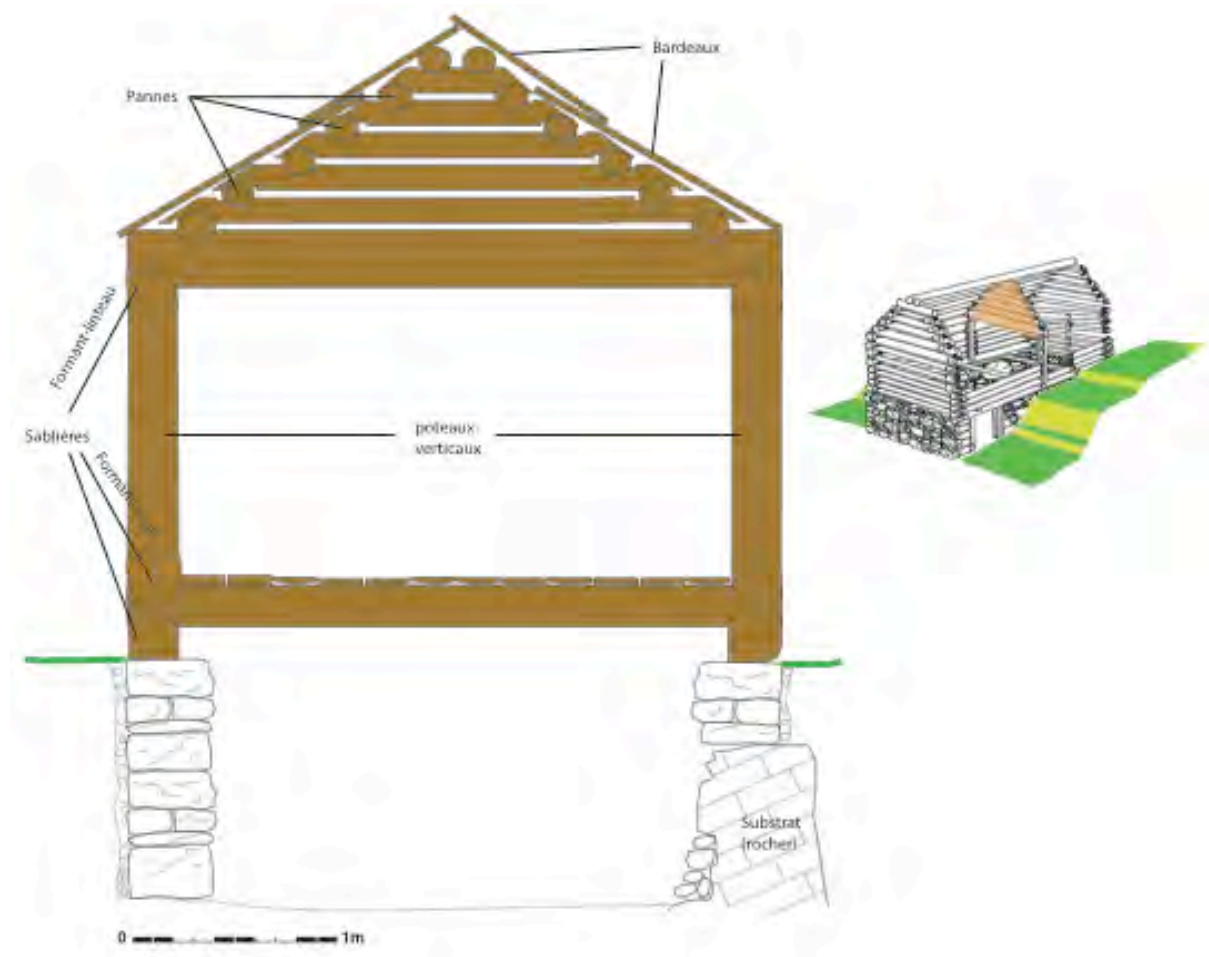 Bardeaux
Pannes
Formant-linteau
Sablières
poteaux
verticaux
Substrat
(rocher)
0 1m